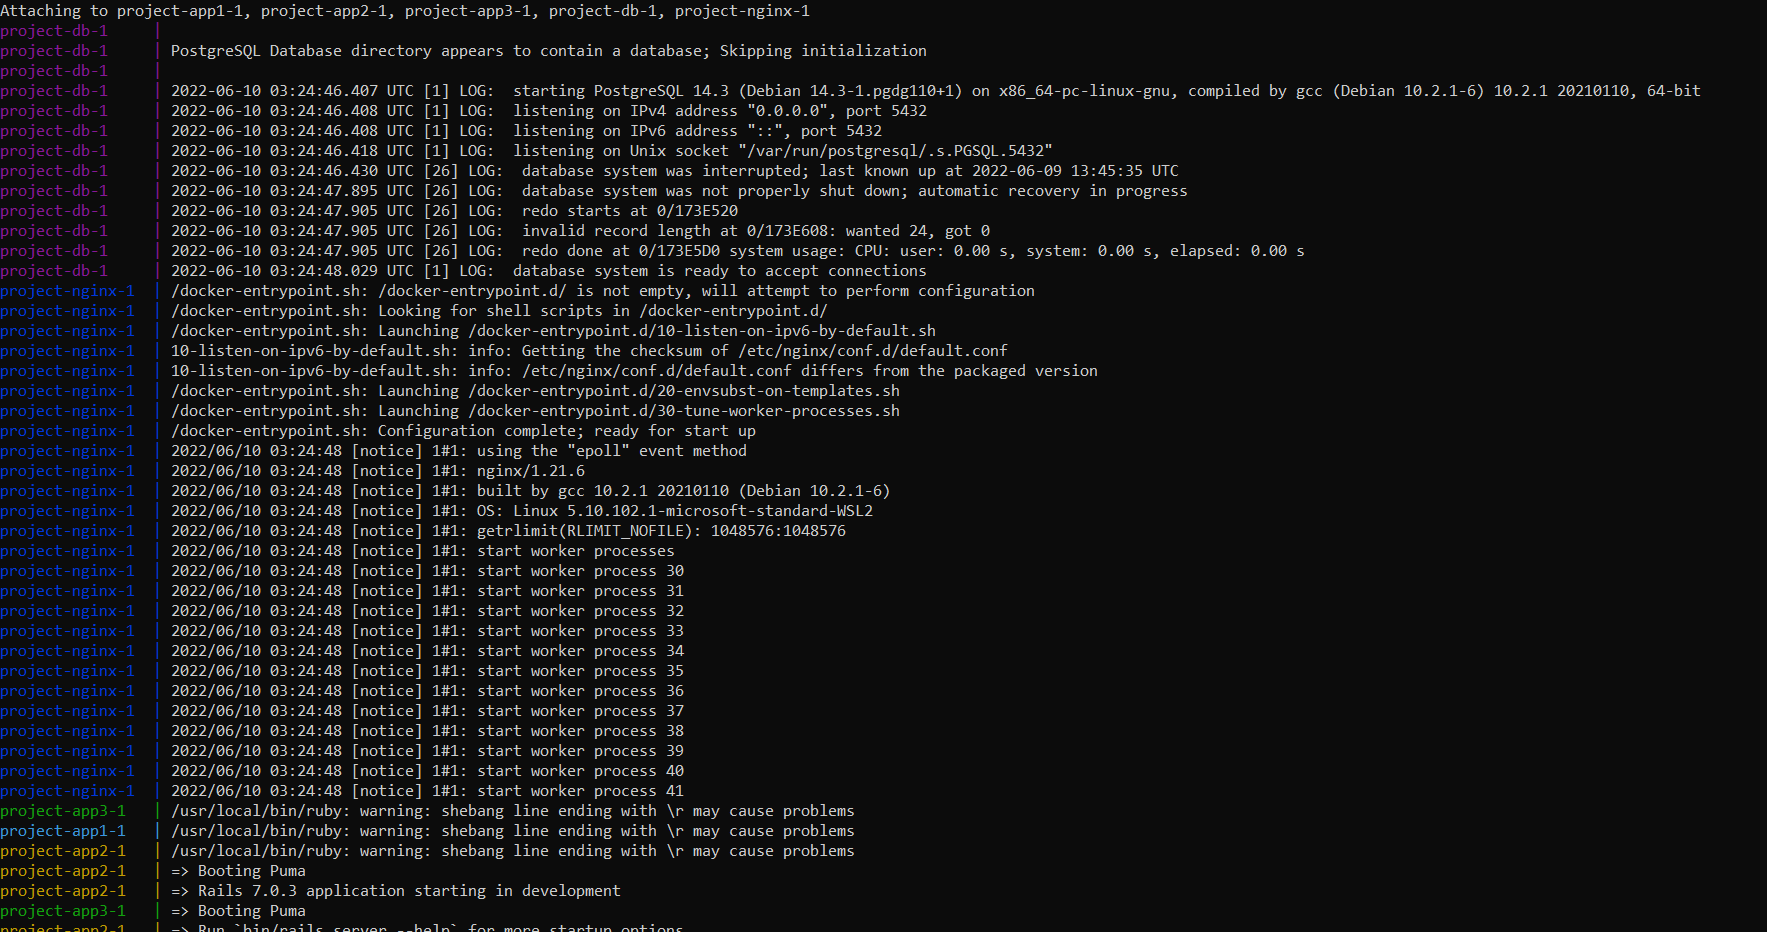 Attaching to project-app1-1, project-app2-1, project-app3-1, project-db-1, project-nginx-1
project-db-1 |
project-db-1 | PostgreSQL Database directory appears to contain a database; Skipping initialization
project-db-1 |
project-db-1 | 2022-06-10 03:24:46.407 UTC [1] LOG: starting PostgreSQL 14.3 (Debian 14.3-1.pgdg110+1) on x86_64-pc-linux-gnu, compiled by gcc (Debian 10.2.1-6) 10.2.1 20210110, 64-bit
project-db-1 | 2022-06-10 03:24:46.408 UTC [1] LOG: listening on IPv4 address "0.0.0.0", port 5432
project-db-1 | 2022-06-10 03:24:46.408 UTC [1] LOG: listening on IPv6 address "::", port 5432
project-db-1 | 2022-06-10 03:24:46.418 UTC [1] LOG: listening on Unix socket "/var/run/postgresql/.s.PGSQL.5432"
project-db-1 | 2022-06-10 03:24:46.430 UTC [26] LOG: database system was interrupted; last known up at 2022-06-09 13:45:35 UTC
project-db-1 | 2022-06-10 03:24:47.895 UTC [26] LOG: database system was not properly shut down; automatic recovery in progress
project-db-1 | 2022-06-10 03:24:47.905 UTC [26] LOG: redo starts at 0/173E520
project-db-1 | 2022-06-10 03:24:47.905 UTC [26] LOG: invalid record length at 0/173E608: wanted 24, got 0
project-db-1 | 2022-06-10 03:24:47.905 UTC [26] LOG: redo done at 0/173E5D0 system usage: CPU: user: 0.00 s, system: 0.00 s, elapsed: 0.00 s
project-db-1 | 2022-06-10 03:24:48.029 UTC [1] LOG: database system is ready to accept connections
project-nginx-1 | /docker-entrypoint.sh: /docker-entrypoint.d/ is not empty, will attempt to perform configuration
project-nginx-1 | /docker-entrypoint.sh: Looking for shell scripts in /docker-entrypoint.d/
project-nginx-1 | /docker-entrypoint.sh: Launching /docker-entrypoint.d/10-listen-on-ipv6-by-default.sh
project-nginx-1 | 10-listen-on-ipv6-by-default.sh: info: Getting the checksum of /etc/nginx/conf.d/default.conf
project-nginx-1 | 10-listen-on-ipv6-by-default.sh: info: /etc/nginx/conf.d/default.conf differs from the packaged version
project-nginx-1 | /docker-entrypoint.sh: Launching /docker-entrypoint.d/20-envsubst-on-templates.sh
project-nginx-1 | /docker-entrypoint.sh: Launching /docker-entrypoint.d/30-tune-worker-processes.sh
project-nginx-1 | /docker-entrypoint.sh: Configuration complete; ready for start up
project-nginx-1 | 2022/06/10 03:24:48 [notice] 1#1: using the "epoll" event method
project-nginx-1 | 2022/06/10 03:24:48 [notice] 1#1: nginx/1.21.6
project-nginx-1 | 2022/06/10 03:24:48 [notice] 1#1: built by gcc 10.2.1 20210110 (Debian 10.2.1-6)
project-nginx-1 | 2022/06/10 03:24:48 [notice] 1#1: OS: Linux 5.10.102.1-microsoft-standard-WSL2
project-nginx-1 | 2022/06/10 03:24:48 [notice] 1#1: getrlimit(RLIMIT_NOFILE): 1048576:1048576
project-nginx-1 | 2022/06/10 03:24:48 [notice] 1#1: start worker processes
project-nginx-1 | 2022/06/10 03:24:48 [notice] 1#1: start worker process 30
project-nginx-1 | 2022/06/10 03:24:48 [notice] 1#1: start worker process 31
project-nginx-1 | 2022/06/10 03:24:48 [notice] 1#1: start worker process 32
project-nginx-1 | 2022/06/10 03:24:48 [notice] 1#1: start worker process 33
project-nginx-1 | 2022/06/10 03:24:48 [notice] 1#1: start worker process 34
project-nginx-1 | 2022/06/10 03:24:48 [notice] 1#1: start worker process 35
project-nginx-1 | 2022/06/10 03:24:48 [notice] 1#1: start worker process 36
project-nginx-1 | 2022/06/10 03:24:48 [notice] 1#1: start worker process 37
project-nginx-1 | 2022/06/10 03:24:48 [notice] 1#1: start worker process 38
project-nginx-1 | 2022/06/10 03:24:48 [notice] 1#1: start worker process 39
project-nginx-1 | 2022/06/10 03:24:48 [notice] 1#1: start worker process 40
project-nginx-1 | 2022/06/10 03:24:48 [notice] 1#1: start worker process 41
project-app3-1 | /usr/local/bin/ruby: warning: shebang line ending with \r may cause problems
project-app1-1 | /usr/local/bin/ruby: warning: shebang line ending with \r may cause problems
project-app2-1 | /usr/local/bin/ruby: warning: shebang line ending with \r may cause problems
project-app2-1 | => Booting Puma
project-app2-1 | => Rails 7.0.3 application starting in development
project-app3-1 | => Booting Puma
project-app2-1 | => Run `bin/rails server --help` for more startup options